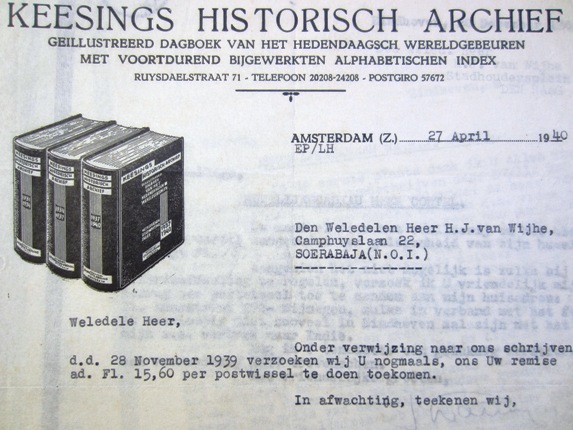 KEESINGS HISTORISCH ARCHIEF
GEILLUSTREERD DAGBOEK VAN HET HEDENDAAGSCH WERELDGEBEUREN
MET VOORTDUREND BIJGEWERKTEN ALPHABETISCHEN INDEX
RUYSDAELSTRAAT 71 - TELEFOON 20208-24208 - POSTGIRO 57672
AMSTERDAM (Z.) 27 April 1940
EP/LH
KEESINGS HISTORISCH ARCHIEF
Den Weledelen Heer H.J.van Wijhe,
Camphuyslaan 22,
SOERABAJA(N.O.I.)
Weledele Heer,
Onder verwijzing naar ons schrijven
d.d. 28 November 1939 verzoeken wij U nogmaals, ons Uw remise
ad. Fl. 15,60 per postwissel te doen toekomen.
In afwachting, teekenen wij,